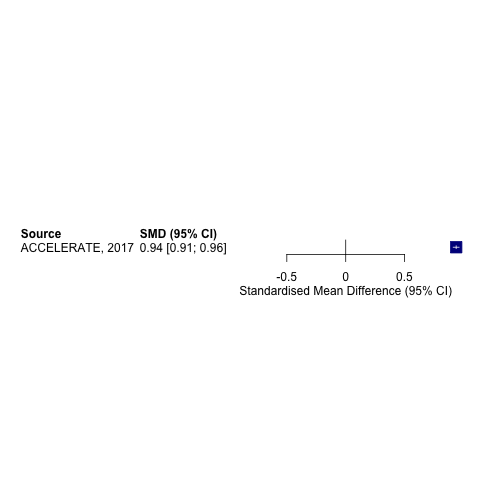 Source SMD (95% CI)
ACCELERATE, 2017 0.94 [0.91; 0.96]
-0.5 0 0.5
Standardised Mean Difference (95% CI)